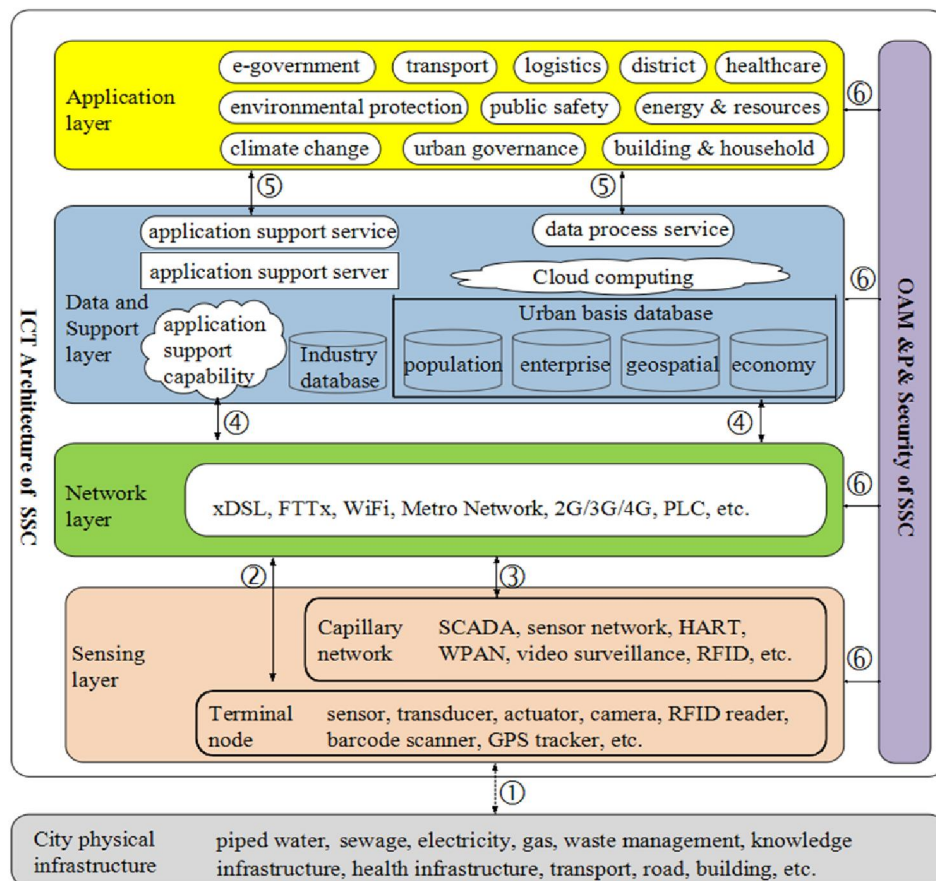 ICT Architecture of SSC
Application
layer
e-government
transport
logistics
district
healthcare
environmental protection
public safety
energy & resources
climate change
urban governance
building & household
⑥
⑤
⑤
Data and
Support
layer
application support service
data process service
application support server
Cloud computing
application
support
capability
Industry
database
Urban basis database
population
enterprise
geospatial
economy
⑥
④
④
Network
layer
xDSL, FTTx, WiFi, Metro Network, 2G/3G/4G, PLC, etc.
⑥
②
③
Sensing
layer
Capillary
network
SCADA, sensor network, HART,
WPAN, video surveillance, RFID, etc.
Terminal
node
sensor, transducer, actuator, camera, RFID reader,
barcode scanner, GPS tracker, etc.
⑥
OAM &P& Security of SSC
①
City physical
infrastructure
piped water, sewage, electricity, gas, waste management, knowledge
infrastructure, health infrastructure, transport, road, building, etc.